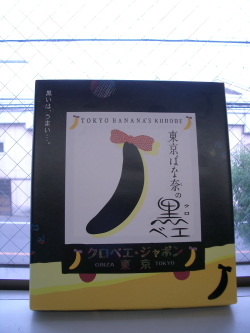 黒いは、うまい…。
TOKYO BANANA'S KUROBE
東京ばな奈の
黒ベエ
クロ
クロベエ・ジャポン
GINZA 東京 TOKYO